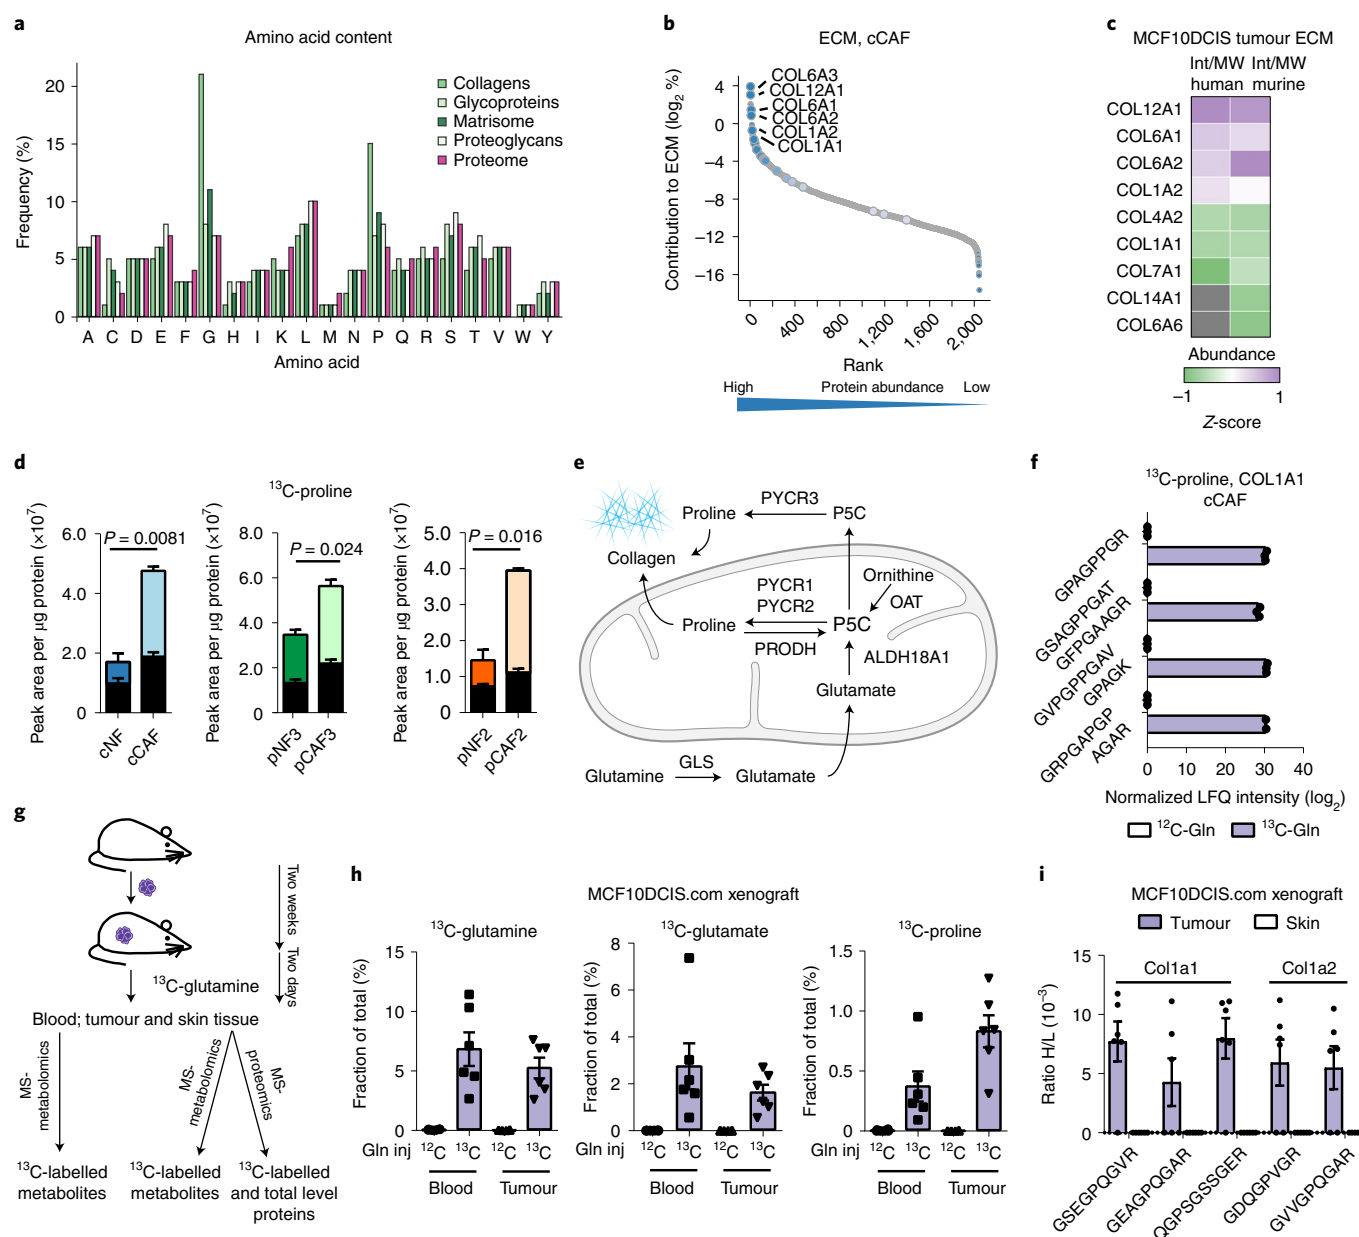 a
Amino acid content
20
15
10
5
0
Frequency (%)
Collagens
Glycoproteins
Matrisome
Proteoglycans
Proteome
A C D E F G H I K L M N P Q R S T V W Y
Amino acid
b
ECM, cCAF
Contribution to ECM (log2 %)
4
0
−4
−8
−12
−16
COL6A3
COL12A1
COL6A1
COL6A2
COL1A2
COL1A1
0 400 800 1,200 1,600 2,000
Rank
High Protein abundance Low
c
MCF10DCIS tumour ECM
Int/MW Int/MW
human murine
COL12A1
COL6A1
COL6A2
COL1A2
COL4A2
COL1A1
COL7A1
COL14A1
COL6A6
Abundance
−1 1
Z-score
d
13C-proline
Peak area per µg protein (×10⁷)
6.0
4.0
2.0
0
P = 0.0081
cNF
cCAF
Peak area per µg protein (×10⁷)
8.0
6.0
4.0
2.0
0
P = 0.024
pNF3
pCAF3
Peak area per µg protein (×10⁷)
5.0
4.0
3.0
2.0
1.0
0
P = 0.016
pNF2
pCAF2
e
Proline
PYCR3
P5C
Collagen
PYCR1
PYCR2
Ornithine
OAT
Proline
P5C
PRODH
ALDH18A1
Glutamate
Glutamine
GLS
Glutamate
f
13C-proline, COL1A1
cCAF
GPAGPPGR
GSAGPPGAT
GFPGAAGR
GVPGPPGAV
GPAGK
GRPGAPGP
AGAR
0 10 20 30 40
Normalized LFQ intensity (log2)
12C-Gln 13C-Gln
g
Two weeks
Two days
13C-glutamine
Blood; tumour and skin tissue
MS-
metabolomics
MS-
metabolomics
MS-
proteomics
13C-labelled
metabolites
13C-labelled
metabolites
13C-labelled
and total level
proteins
h
MCF10DCIS.com xenograft
13C-glutamine
Fraction of total (%)
15
10
5
0
Gln inj 12C 13C 12C 13C
Blood Tumour
13C-glutamate
Fraction of total (%)
8
6
4
2
0
Gln inj 12C 13C 12C 13C
Blood Tumour
13C-proline
Fraction of total (%)
1.5
1.0
0.5
0
Gln inj 12C 13C 12C 13C
Blood Tumour
i
MCF10DCIS.com xenograft
Tumour Skin
Ratio H/L (10⁻³)
15
10
5
0
Col1a1 Col1a2
GSEGPQGVR
GEAGPQGAR
QGPSGSSGER
GDQGPVGR
GVVGPQGAR